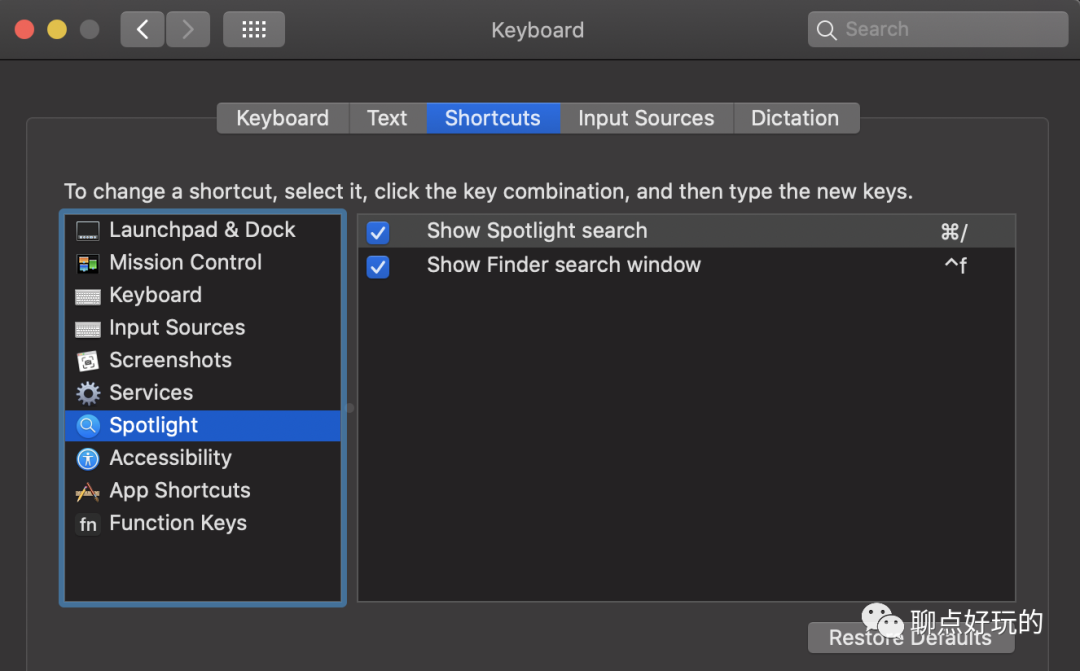 Keyboard
Search
Keyboard Text Shortcuts Input Sources Dictation
To change a shortcut, select it, click the key combination, and then type the new keys.
Launchpad & Dock
Mission Control
Keyboard
Input Sources
Screenshots
Services
Spotlight
Accessibility
App Shortcuts
fn Function Keys
Show Spotlight search ⌘/
Show Finder search window ^f
聊点好玩的
Restore Defaults